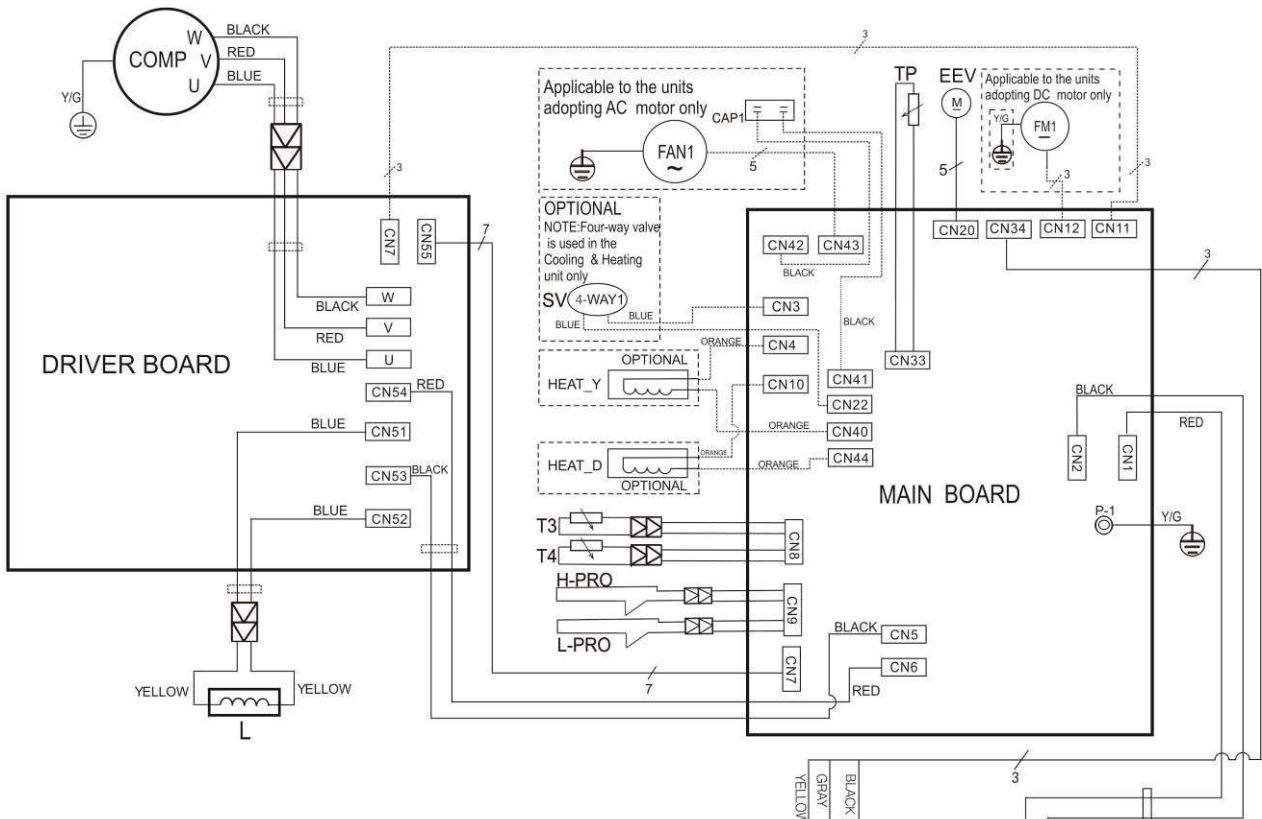 W
V
U
COMP
BLACK
RED
BLUE
Y/G
3
3
3
Applicable to the units
adopting AC motor only
CAP1
FAN1
~
5
TP
EEV
M
5
Applicable to the units
adopting DC motor only
Y/G
FM1
3
DRIVER BOARD
CN7
CN55
7
BLACK
W
RED
V
BLUE
U
CN54
RED
BLUE
CN51
CN53
BLACK
BLUE
CN52
YELLOW
YELLOW
L
OPTIONAL
NOTE:Four-way valve
is used in the
Cooling & Heating
unit only
SV
4-WAY1
BLUE
BLUE
HEAT_Y
OPTIONAL
ORANGE
ORANGE
HEAT_D
OPTIONAL
ORANGE
ORANGE
T3
T4
H-PRO
L-PRO
7
MAIN BOARD
CN42
CN43
BLACK
CN20
CN34
CN12
CN11
3
CN3
CN4
CN10
BLACK
CN41
CN22
CN40
CN44
CN33
BLACK
RED
CN2
CN1
P-1
Y/G
CN8
CN9
CN7
BLACK
CN5
CN6
RED
YELLOW
GRAY
BLACK
3